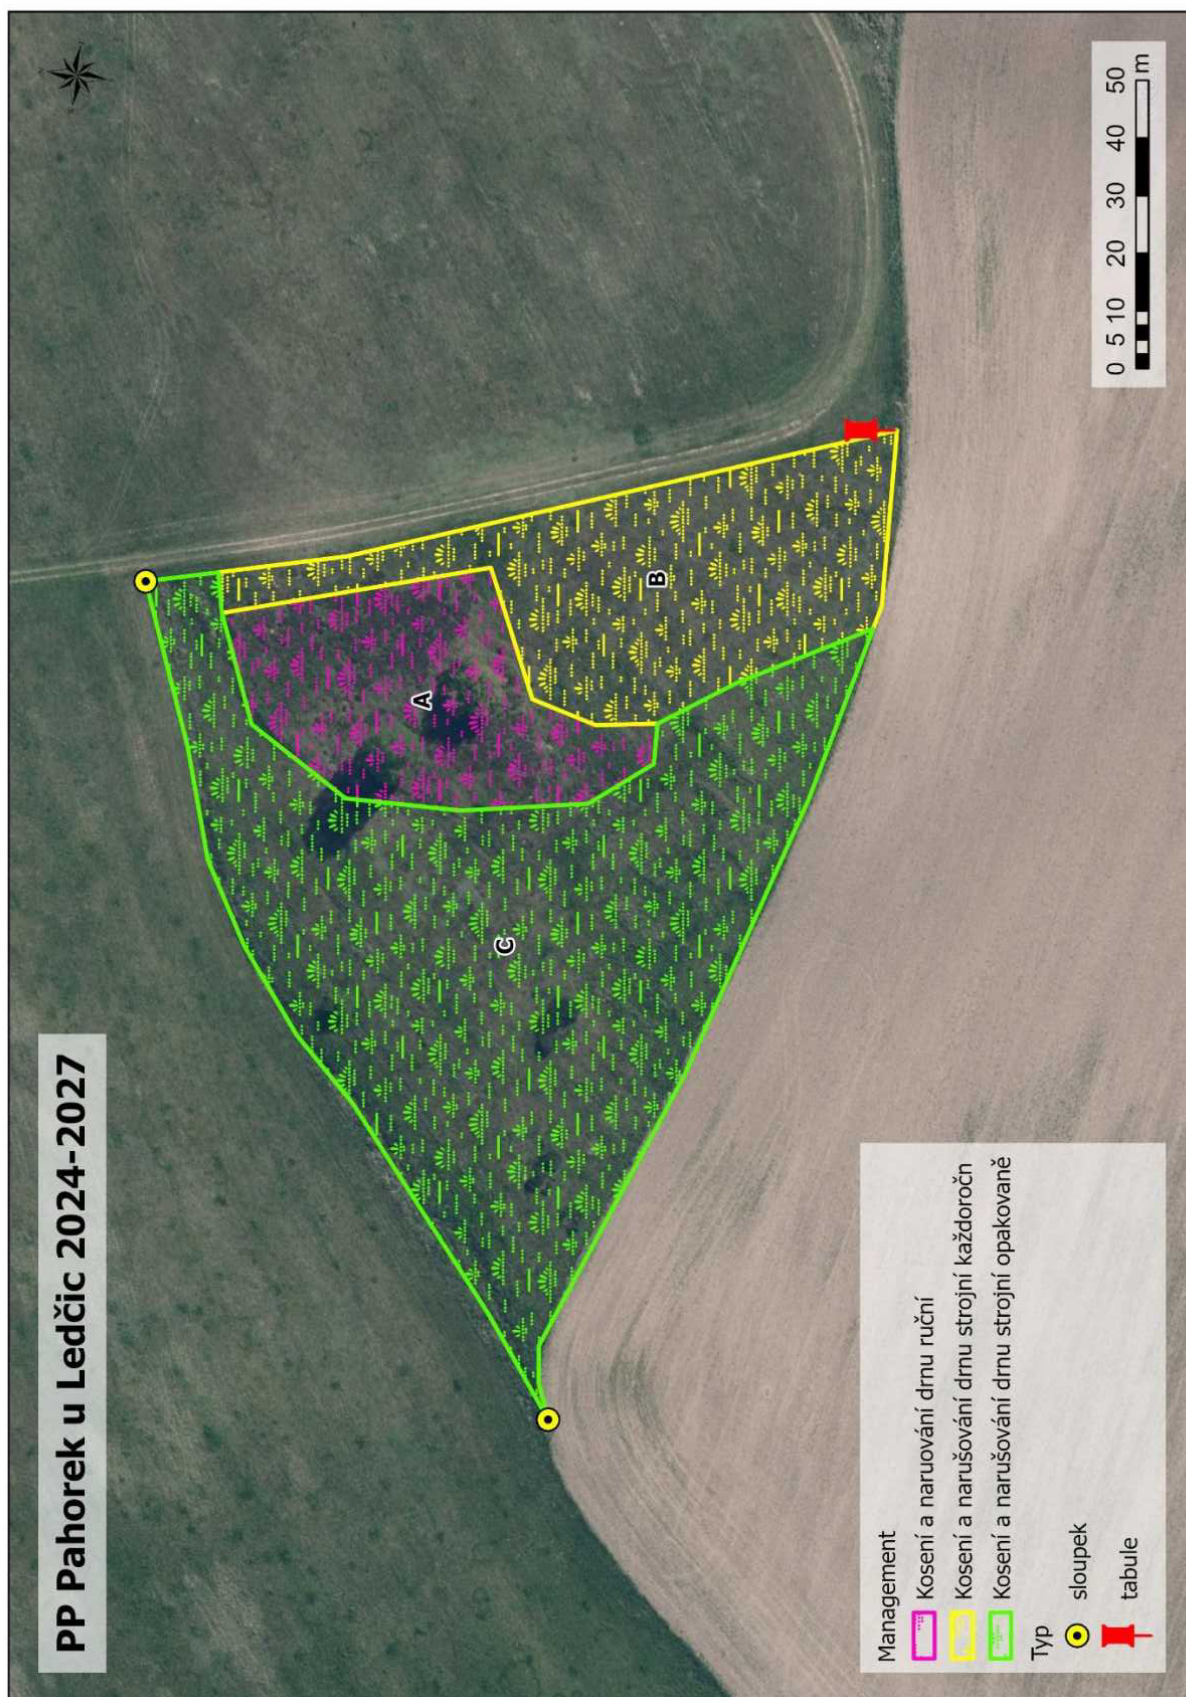 PP Pahorek u Ledčic 2024-2027
A
B
C
0 5 10 20 30 40 50
m
Management
Kosení a naruování drnu ruční
Kosení a narušování drnu strojní každoročn
Kosení a narušování drnu strojní opakovaně
Typ
sloupek
tabule